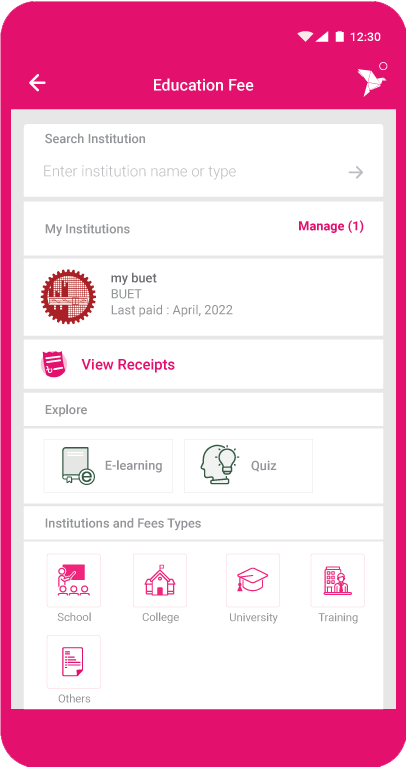 12:30
Education Fee
Search Institution
Enter institution name or type
My Institutions
Manage (1)
my buet
BUET
Last paid : April, 2022
View Receipts
Explore
E-learning
Quiz
Institutions and Fees Types
School
College
University
Training
Others